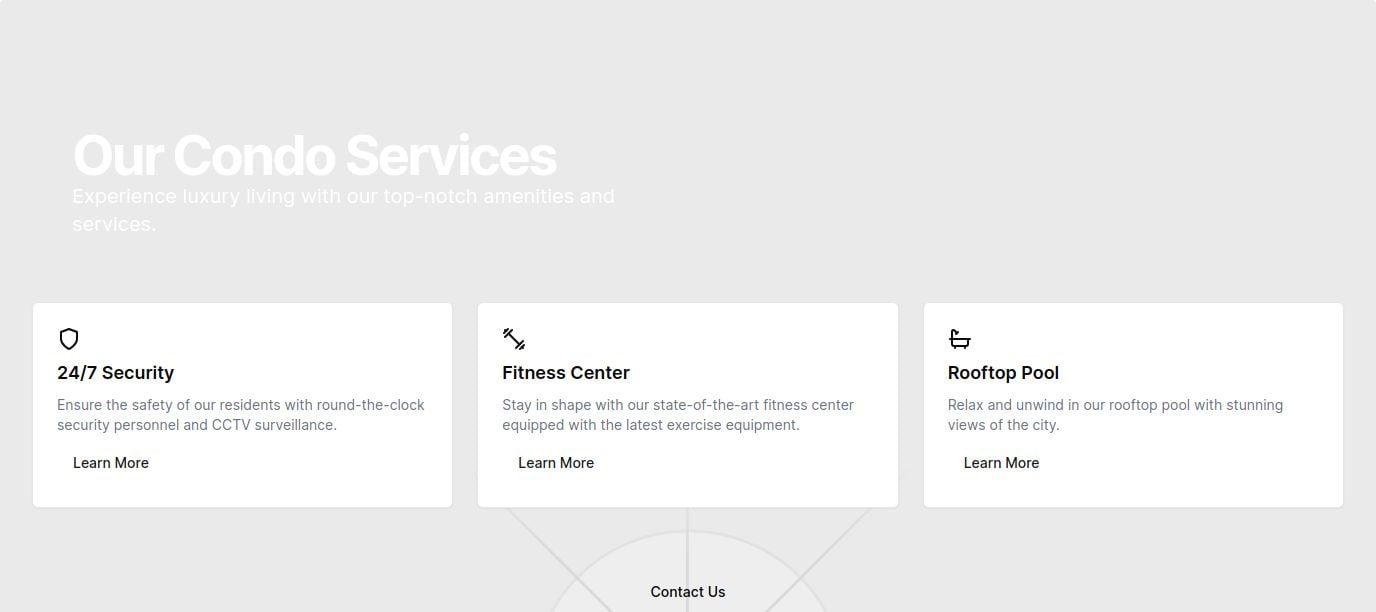 Our Condo Services
Experience luxury living with our top-notch amenities and
services.
24/7 Security
Ensure the safety of our residents with round-the-clock
security personnel and CCTV surveillance.
Learn More
Fitness Center
Stay in shape with our state-of-the-art fitness center
equipped with the latest exercise equipment.
Learn More
Rooftop Pool
Relax and unwind in our rooftop pool with stunning
views of the city.
Learn More
Contact Us